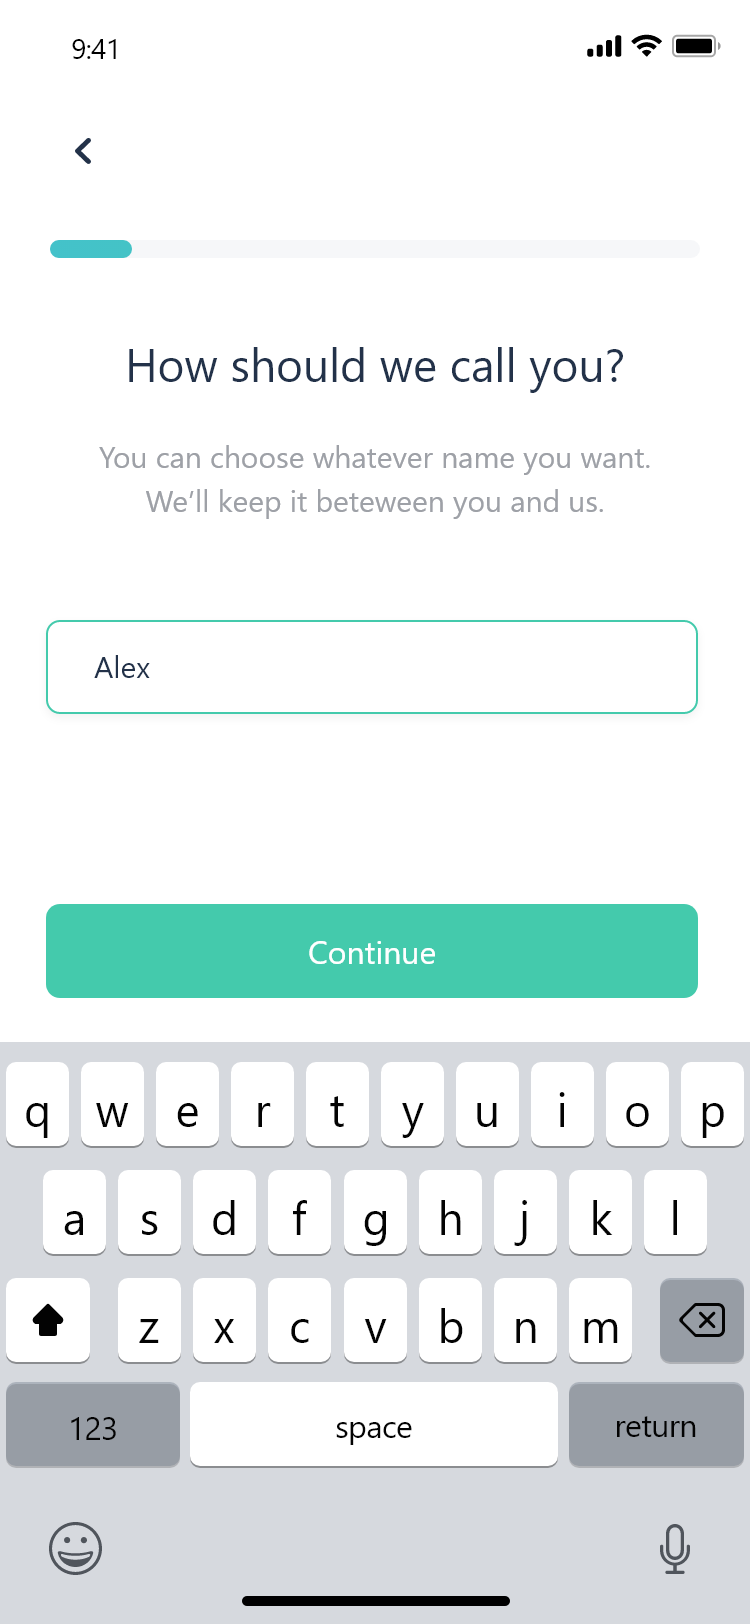 9:41
How should we call you?
You can choose whatever name you want.
We’ll keep it beteween you and us.
Alex
Continue
q w e r t y u i o p
a s d f g h j k l
z x c v b n m
123 space return